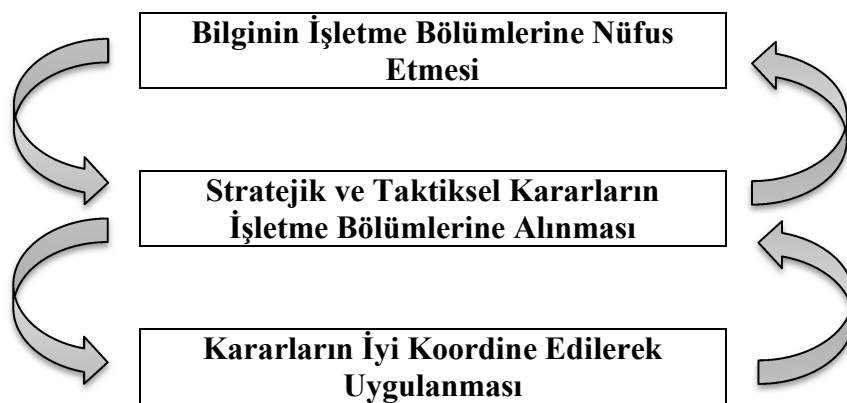 Bilginin İşletme Bölümlerine Nüfus
Etmesi
Stratejik ve Taktiksel Kararların
İşletme Bölümlerine Alınması
Kararların İyi Koordine Edilerek
Uygulanması